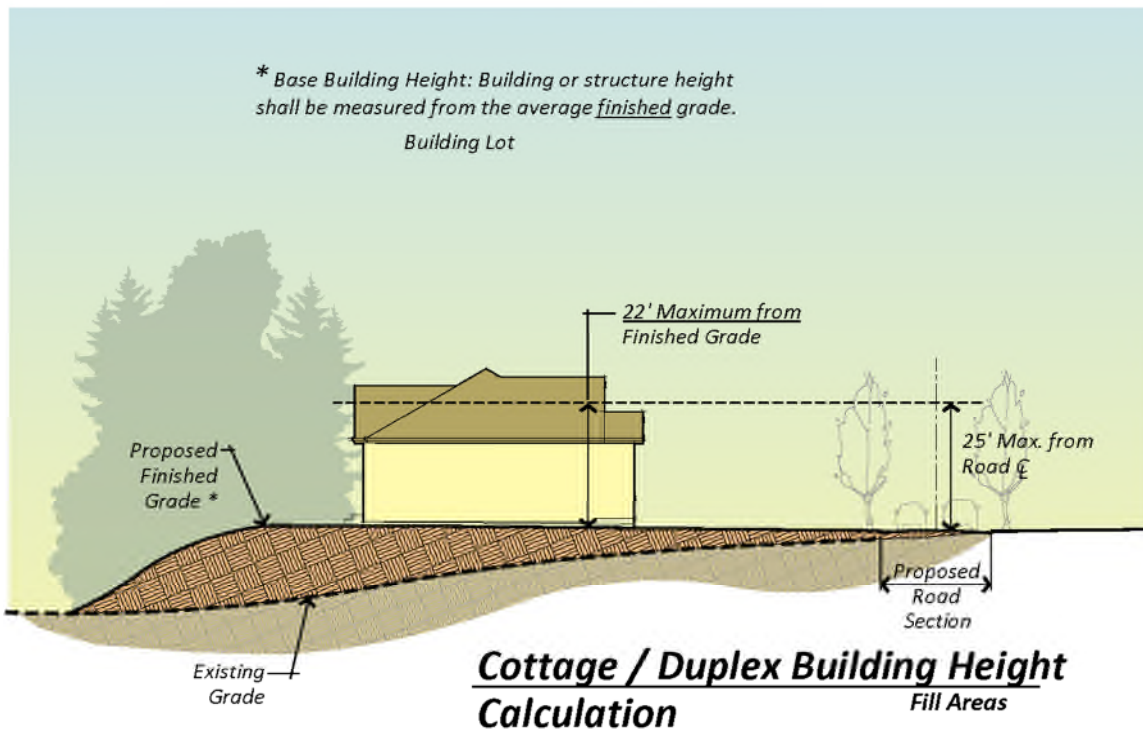 * Base Building Height: Building or structure height
shall be measured from the average finished grade.
Building Lot
22' Maximum from
Finished Grade
25' Max. from
Road ℄
Proposed
Finished
Grade *
Proposed
Road
Section
Existing
Grade
Cottage / Duplex Building Height
Calculation
Fill Areas